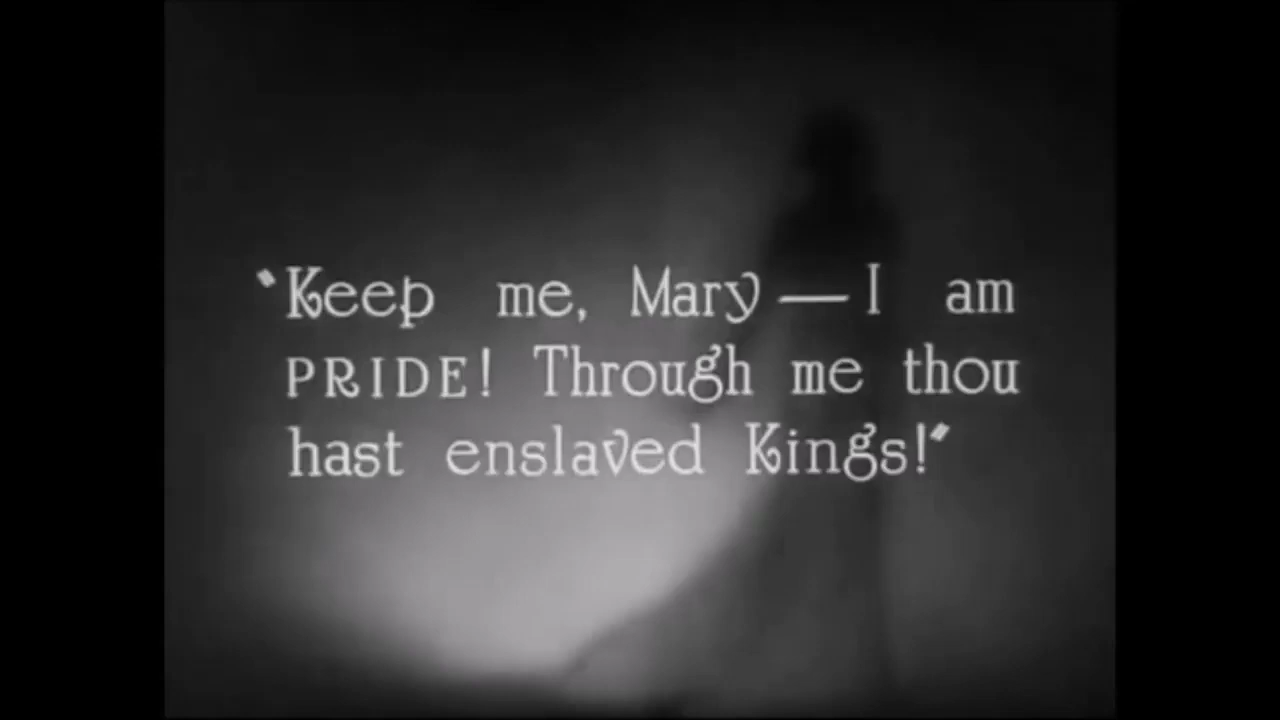 "Keep me, Mary — I am
PRIDE! Through me thou
hast enslaved Kings!"